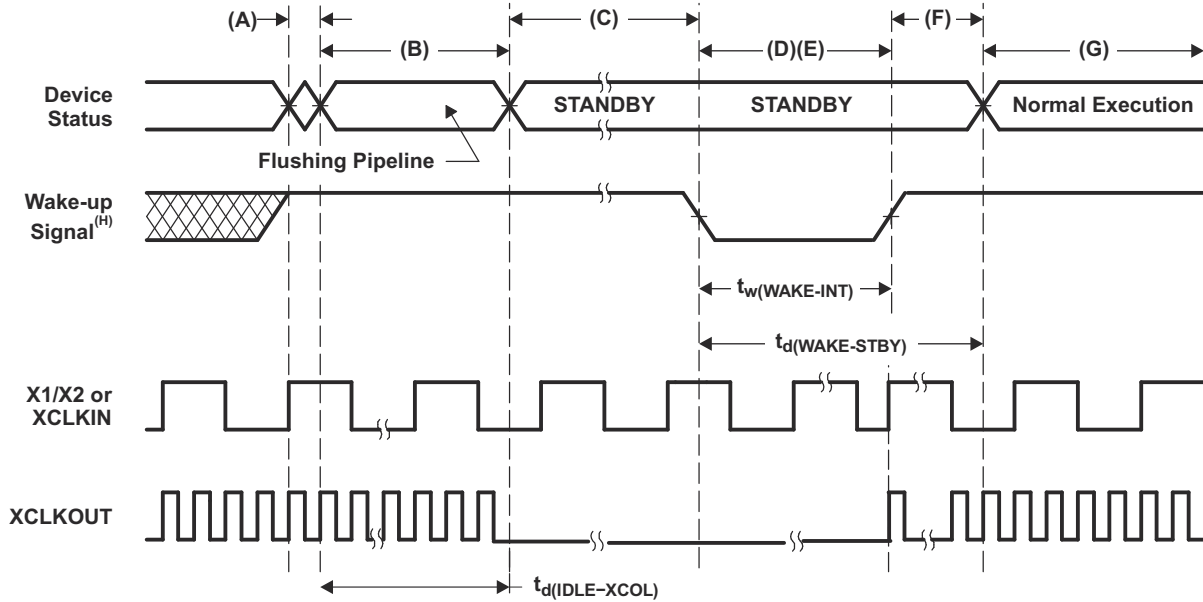 (A)
(C)
(F)
(B)
(D)(E)
(G)
Device
Status
STANDBY
STANDBY
Normal Execution
Flushing Pipeline
Wake-up
Signal(H)
tw(WAKE-INT)
td(WAKE-STBY)
X1/X2 or
XCLKIN
XCLKOUT
td(IDLE−XCOL)